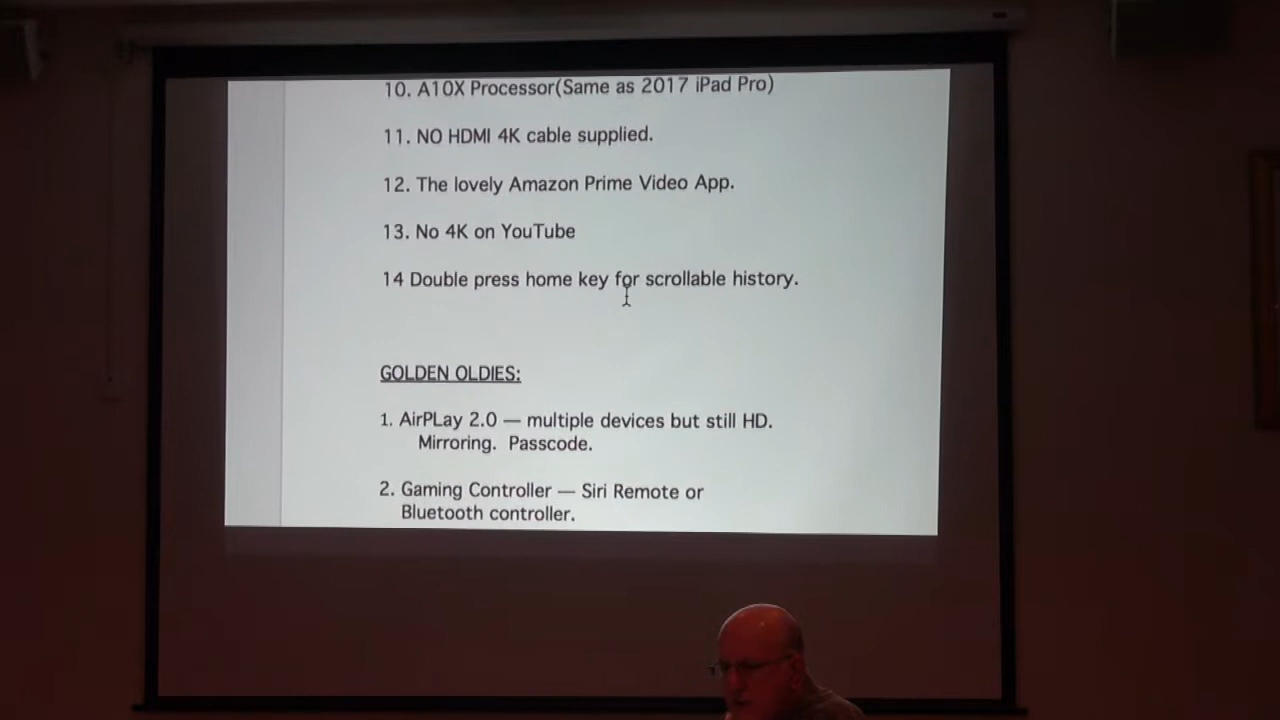 10. A10X Processor(Same as 2017 iPad Pro)
11. NO HDMI 4K cable supplied.
12. The lovely Amazon Prime Video App.
13. No 4K on YouTube
14 Double press home key for scrollable history.
GOLDEN OLDIES:
1. AirPLay 2.0 — multiple devices but still HD.
Mirroring. Passcode.
2. Gaming Controller — Siri Remote or
Bluetooth controller.